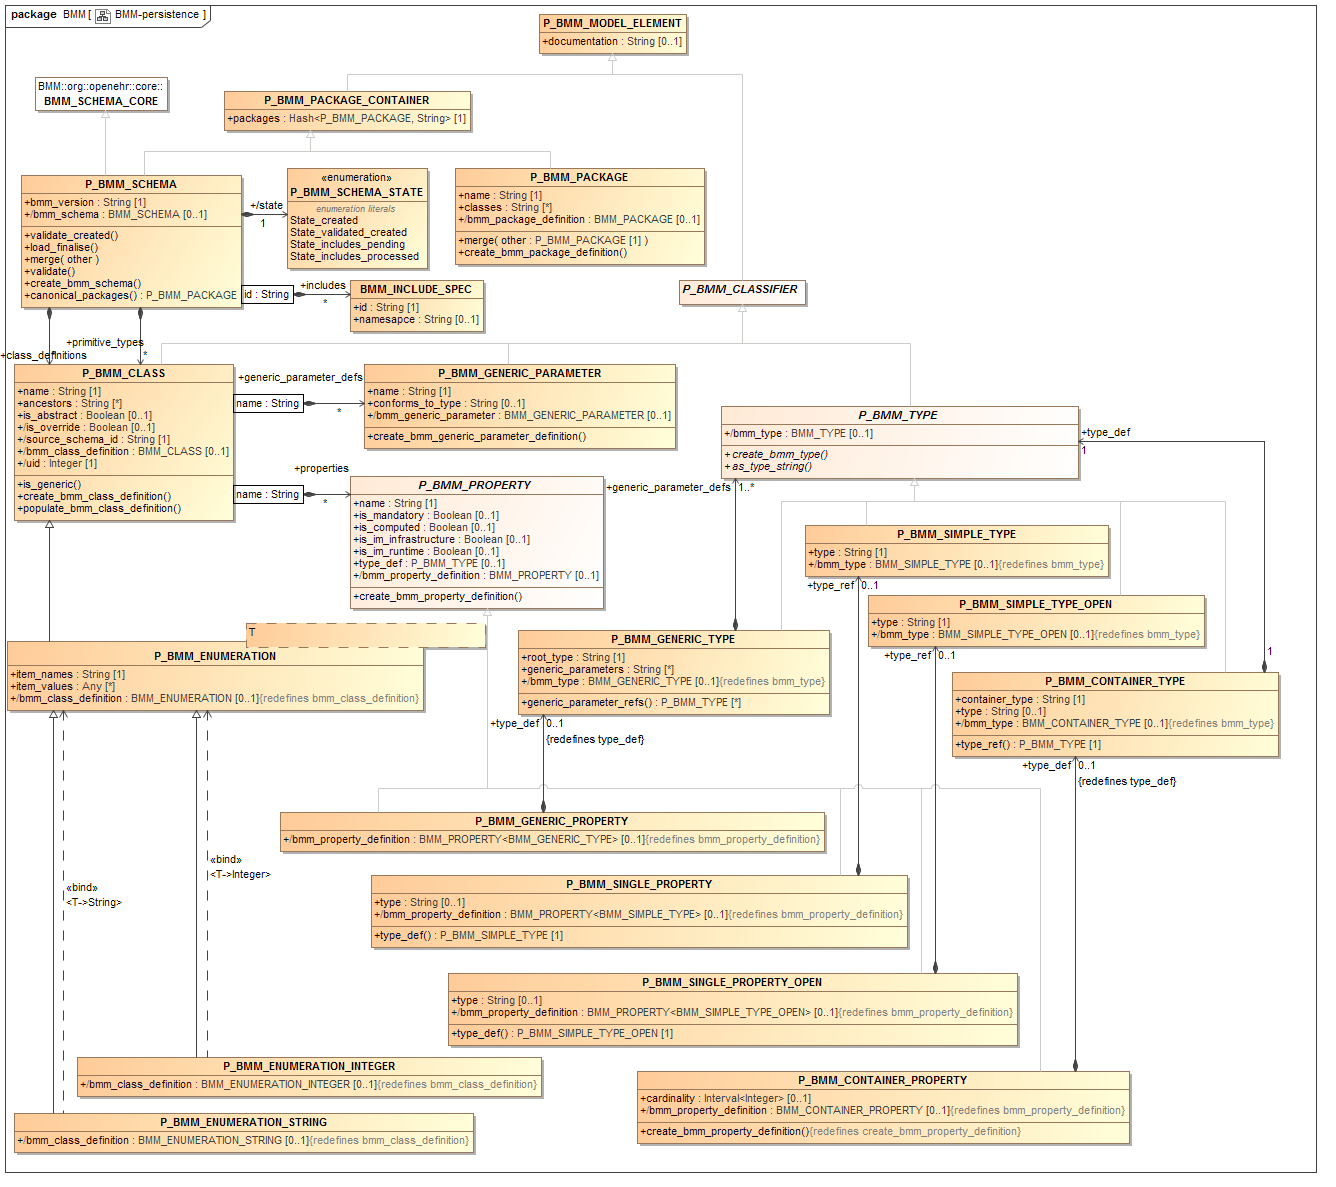 package BMM [ BMM-persistence ]
P_BMM_MODEL_ELEMENT
+documentation : String [0..1]
BMM::org::openehr::core::
BMM_SCHEMA_CORE
P_BMM_PACKAGE_CONTAINER
+packages : Hash<P_BMM_PACKAGE, String> [1]
P_BMM_SCHEMA
+bmm_version : String [1]
+/bmm_schema : BMM_SCHEMA [0..1]
+validate_created()
+load_finalise()
+merge( other )
+validate()
+create_bmm_schema()
+canonical_packages() : P_BMM_PACKAGE
+/state
1
«enumeration»
P_BMM_SCHEMA_STATE
enumeration literals
State_created
State_validated_created
State_includes_pending
State_includes_processed
P_BMM_PACKAGE
+name : String [1]
+classes : String [*]
+/bmm_package_definition : BMM_PACKAGE [0..1]
+merge( other : P_BMM_PACKAGE [1] )
+create_bmm_package_definition()
id : String
+includes
*
BMM_INCLUDE_SPEC
+id : String [1]
+namesapce : String [0..1]
P_BMM_CLASSIFIER
+class_definitions
+primitive_types
*
P_BMM_CLASS
+name : String [1]
+ancestors : String [*]
+is_abstract : Boolean [0..1]
+/is_override : Boolean [0..1]
+/source_schema_id : String [1]
+/bmm_class_definition : BMM_CLASS [0..1]
+/uid : Integer [1]
+is_generic()
+create_bmm_class_definition()
+populate_bmm_class_definition()
+generic_parameter_defs
name : String
*
P_BMM_GENERIC_PARAMETER
+name : String [1]
+conforms_to_type : String [0..1]
+/bmm_generic_parameter : BMM_GENERIC_PARAMETER [0..1]
+create_bmm_generic_parameter_definition()
+properties
name : String
*
P_BMM_PROPERTY
+name : String [1]
+is_mandatory : Boolean [0..1]
+is_computed : Boolean [0..1]
+is_im_infrastructure : Boolean [0..1]
+is_im_runtime : Boolean [0..1]
+type_def : P_BMM_TYPE [0..1]
+/bmm_property_definition : BMM_PROPERTY [0..1]
+create_bmm_property_definition()
P_BMM_TYPE
+/bmm_type : BMM_TYPE [0..1]
+create_bmm_type()
+as_type_string()
+type_def
1
+generic_parameter_defs
1..*
P_BMM_SIMPLE_TYPE
+type : String [1]
+/bmm_type : BMM_SIMPLE_TYPE [0..1]{redefines bmm_type}
+type_ref
0..1
P_BMM_SIMPLE_TYPE_OPEN
+type : String [1]
+/bmm_type : BMM_SIMPLE_TYPE_OPEN [0..1]{redefines bmm_type}
+type_ref
0..1
1
T
P_BMM_ENUMERATION
+item_names : String [1]
+item_values : Any [*]
+/bmm_class_definition : BMM_ENUMERATION [0..1]{redefines bmm_class_definition}
P_BMM_GENERIC_TYPE
+root_type : String [1]
+generic_parameters : String [*]
+/bmm_type : BMM_GENERIC_TYPE [0..1]{redefines bmm_type}
+generic_parameter_refs() : P_BMM_TYPE [*]
+type_def
0..1
{redefines type_def}
P_BMM_CONTAINER_TYPE
+container_type : String [1]
+type : String [0..1]
+/bmm_type : BMM_CONTAINER_TYPE [0..1]{redefines bmm_type}
+type_ref() : P_BMM_TYPE [1]
+type_def
0..1
{redefines type_def}
P_BMM_GENERIC_PROPERTY
+/bmm_property_definition : BMM_PROPERTY<BMM_GENERIC_TYPE> [0..1]{redefines bmm_property_definition}
«bind»
<T->Integer>
«bind»
<T->String>
P_BMM_SINGLE_PROPERTY
+type : String [0..1]
+/bmm_property_definition : BMM_PROPERTY<BMM_SIMPLE_TYPE> [0..1]{redefines bmm_property_definition}
+type_def() : P_BMM_SIMPLE_TYPE [1]
P_BMM_SINGLE_PROPERTY_OPEN
+type : String [0..1]
+/bmm_property_definition : BMM_PROPERTY<BMM_SIMPLE_TYPE_OPEN> [0..1]{redefines bmm_property_definition}
+type_def() : P_BMM_SIMPLE_TYPE_OPEN [1]
P_BMM_ENUMERATION_INTEGER
+/bmm_class_definition : BMM_ENUMERATION_INTEGER [0..1]{redefines bmm_class_definition}
P_BMM_CONTAINER_PROPERTY
+cardinality : Interval<Integer> [0..1]
+/bmm_property_definition : BMM_CONTAINER_PROPERTY [0..1]{redefines bmm_property_definition}
+create_bmm_property_definition(){redefines create_bmm_property_definition}
P_BMM_ENUMERATION_STRING
+/bmm_class_definition : BMM_ENUMERATION_STRING [0..1]{redefines bmm_class_definition}